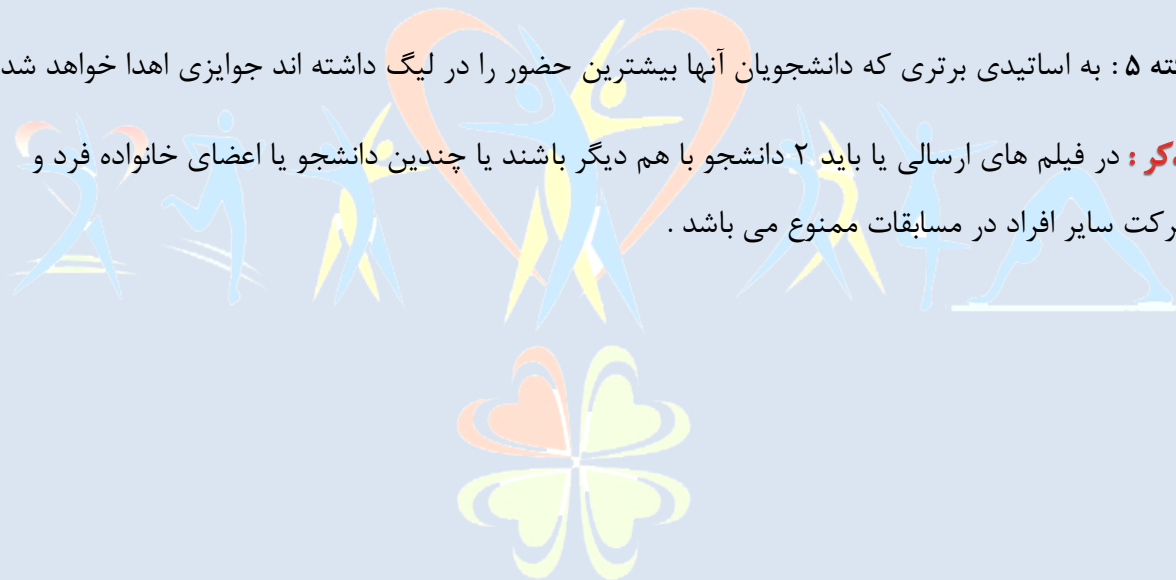 نته ۵ : به اساتیدی برتری که دانشجویان آنها بیشترین حضور را در لیگ داشته اند جوایزی اهدا خواهد شد
کر : در فیلم های ارسالی یا باید ۲ دانشجو با هم دیگر باشند یا چندین دانشجو یا اعضای خانواده فرد و
رکت سایر افراد در مسابقات ممنوع می باشد .